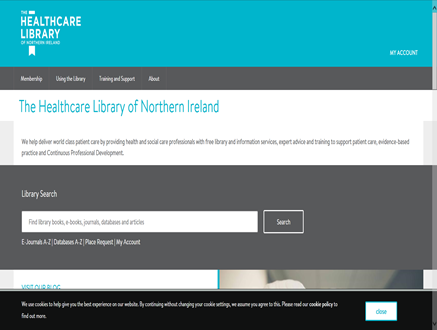 THE
HEALTHCARE
LIBRARY
OF NORTHERN IRELAND
MY ACCOUNT
Membership Using the Library Training and Support About
The Healthcare Library of Northern Ireland
We help deliver world class patient care by providing health and social care professionals with free library and information services, expert advice and training to support patient care, evidence-based
practice and Continuous Professional Development.
Library Search
Find library books, e-books, journals, databases and articles Search
E-Journals A-Z | Databases A-Z | Place Request | My Account
VISIT OUR BLOG
We use cookies to help give you the best experience on our website. By continuing without changing your cookie settings, we assume you agree to this. Please read our cookie policy to
find out more.
close